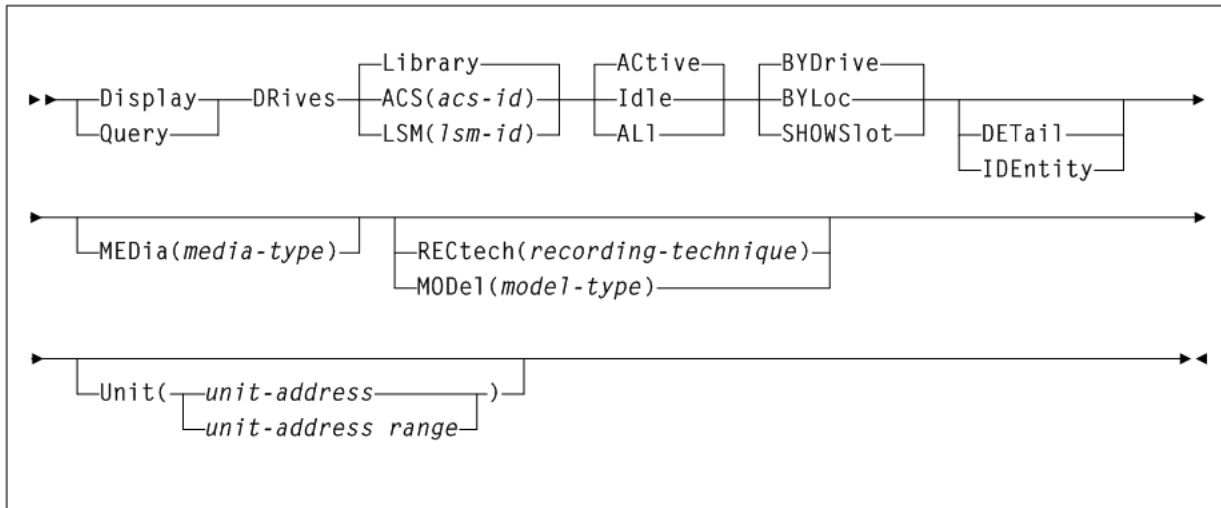 Library ACtive BYDrive
Display DRives ACS(acs-id) Idle BYLoc
Query LSM(lsm-id) ALl SHOWSlot DETail
IDEntity
MEDia(media-type) RECtech(recording-technique)
MODel(model-type)
Unit( unit-address )
unit-address range